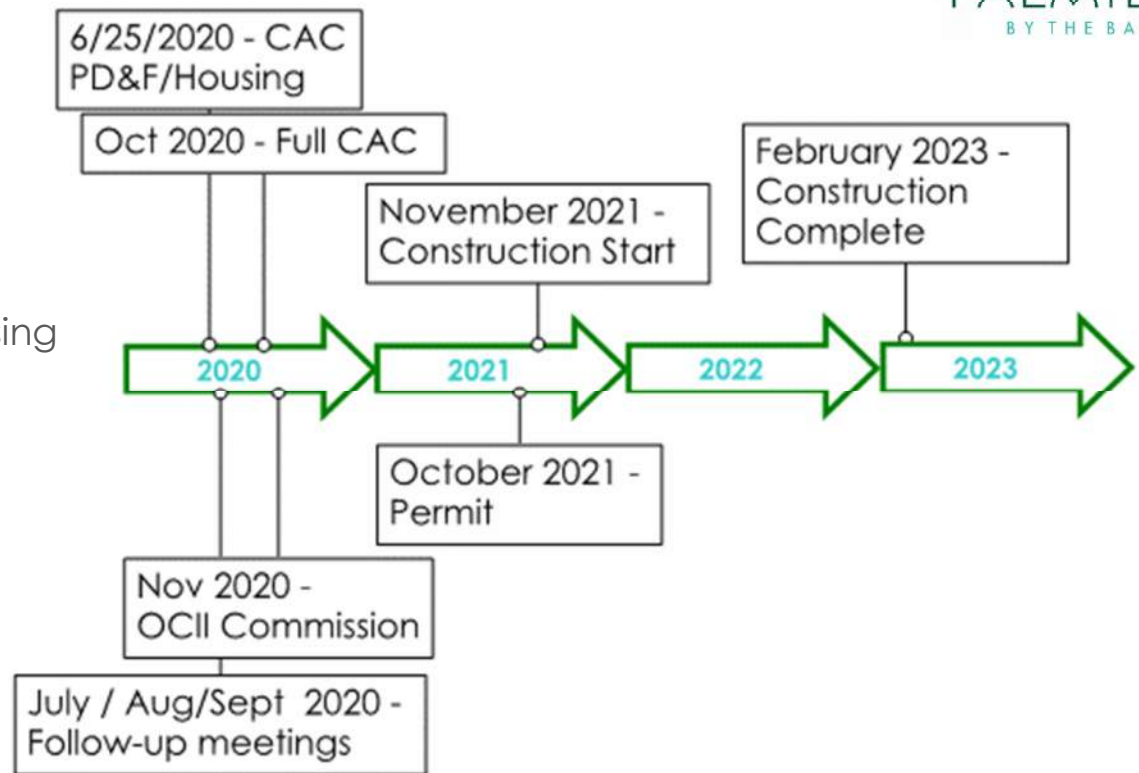 BY THE BA
6/25/2020 - CAC
PD&F/Housing
Oct 2020 - Full CAC
November 2021 -
Construction Start
February 2023 -
Construction
Complete
sing
2020
2021
2022
2023
October 2021 -
Permit
Nov 2020 -
OCII Commission
July / Aug/Sept 2020 -
Follow-up meetings